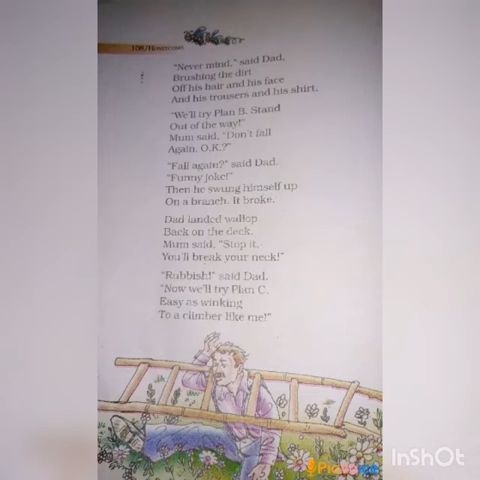 108/HONEYCOMB
"Never mind," said Dad,
Brushing the dirt
Off his hair and his face
And his trousers and his shirt,
"We'll try Plan B. Stand
Out of the way!"
Mum said, "Don't fall
Again, O.K.?"
"Fall again?" said Dad.
"Funny joke!"
Then he swung himself up
On a branch. It broke.
Dad landed wallop
Back on the deck.
Mum said, "Stop it,
You'll break your neck!"
"Rubbish!" said Dad.
"Now we'll try Plan C.
Easy as winking
To a climber like me!"
InShOt